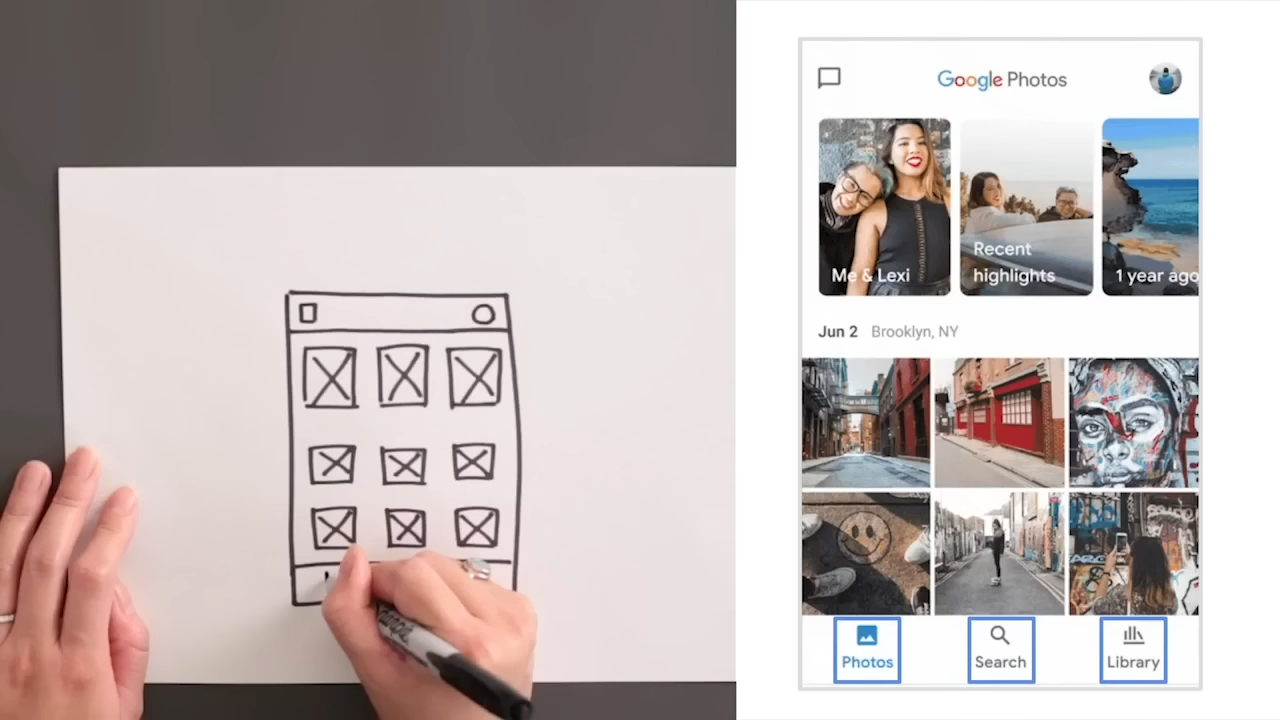 Google Photos
Me & Lexi
Recent
highlights
1 year ago
Jun 2 Brooklyn, NY
Photos
Search
Library